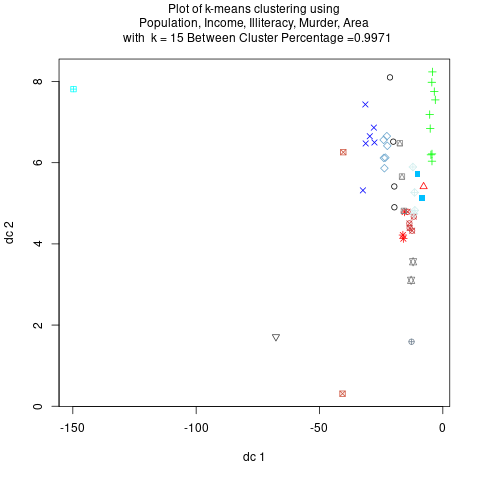 Plot of k-means clustering using
Population, Income, Illiteracy, Murder, Area
with k = 15 Between Cluster Percentage =0.9971
8
6
4
2
0
dc 2
-150
-100
-50
0
dc 1